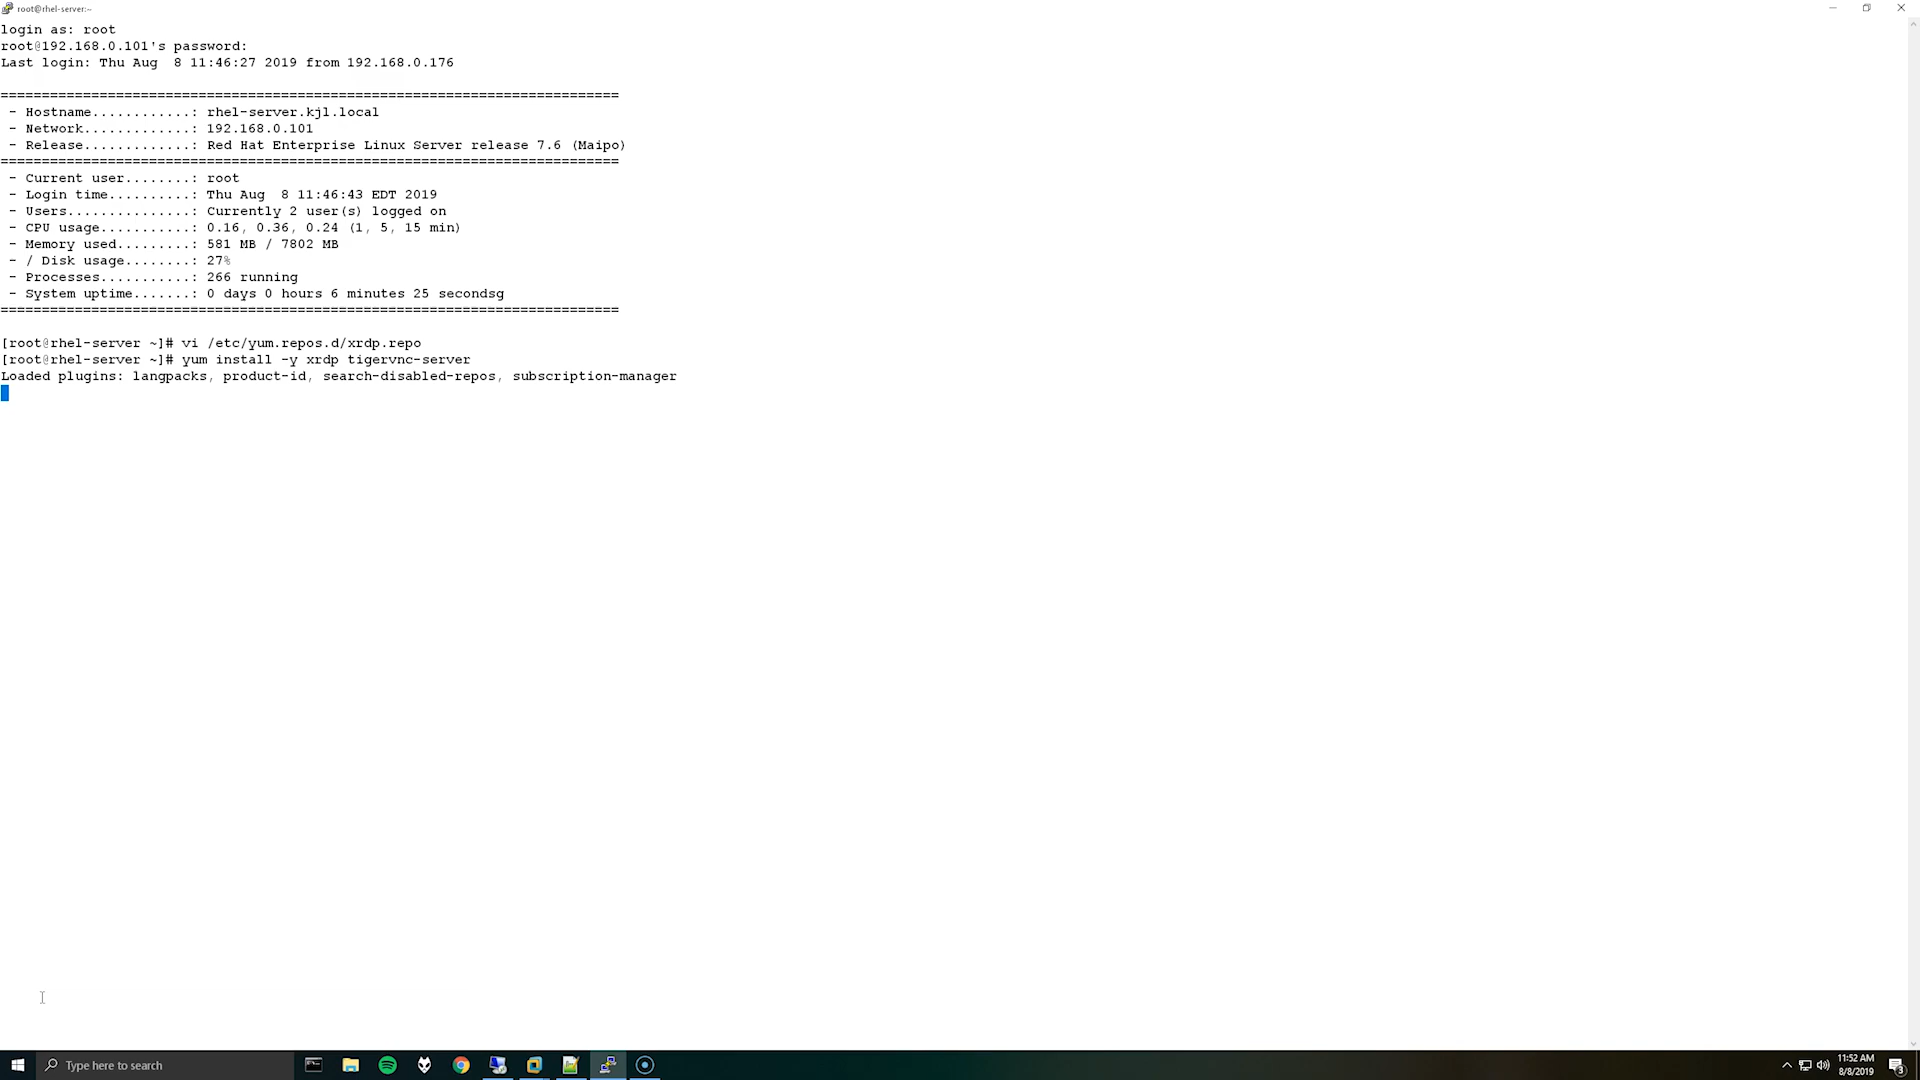 root@rhel-server:~
login as: root
root@192.168.0.101's password:
Last login: Thu Aug  8 11:46:27 2019 from 192.168.0.176
===========================================================================
 - Hostname............: rhel-server.kjl.local
 - Network.............: 192.168.0.101
 - Release.............: Red Hat Enterprise Linux Server release 7.6 (Maipo)
===========================================================================
 - Current user........: root
 - Login time..........: Thu Aug  8 11:46:43 EDT 2019
 - Users...............: Currently 2 user(s) logged on
 - CPU usage...........: 0.16, 0.36, 0.24 (1, 5, 15 min)
 - Memory used.........: 581 MB / 7802 MB
 - / Disk usage........: 27%
 - Processes...........: 266 running
 - System uptime.......: 0 days 0 hours 6 minutes 25 secondsg
===========================================================================
[root@rhel-server ~]# vi /etc/yum.repos.d/xrdp.repo
[root@rhel-server ~]# yum install -y xrdp tigervnc-server
Loaded plugins: langpacks, product-id, search-disabled-repos, subscription-manager
Type here to search
11:52 AM
8/8/2019
3